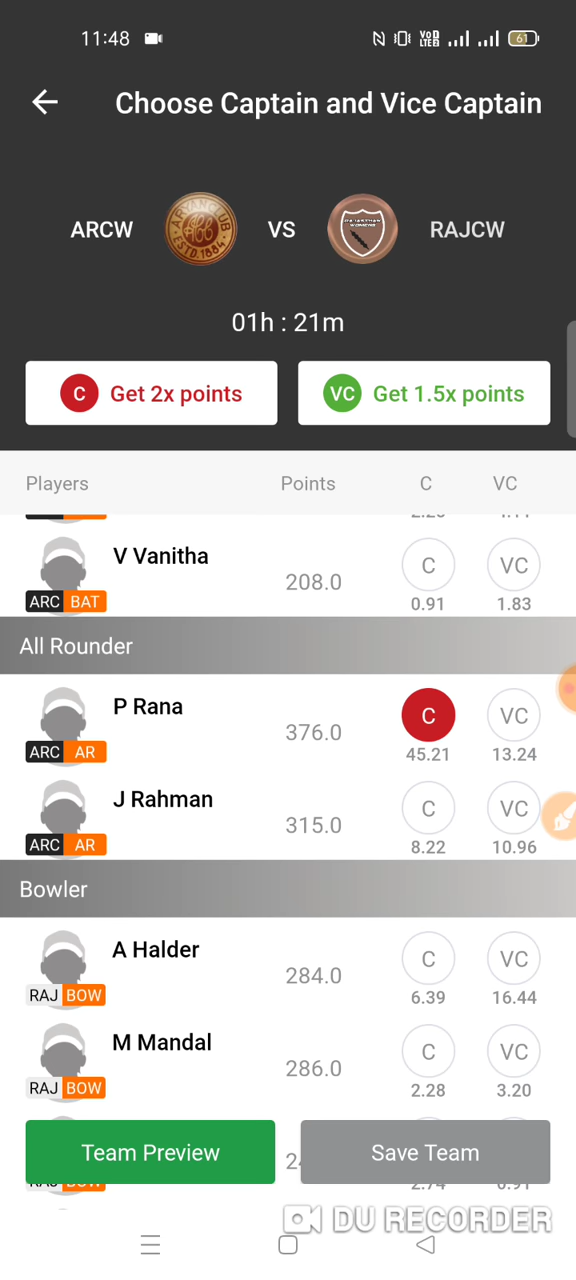 11:48
VoD LTE2
61
Choose Captain and Vice Captain
ARCW
VS
RAJCW
01h : 21m
C Get 2x points
VC Get 1.5x points
Players Points C VC
V Vanitha
208.0
C VC
ARC BAT
0.91 1.83
All Rounder
P Rana
376.0
C VC
ARC AR
45.21 13.24
J Rahman
315.0
C VC
ARC AR
8.22 10.96
Bowler
A Halder
284.0
C VC
RAJ BOW
6.39 16.44
M Mandal
286.0
C VC
RAJ BOW
2.28 3.20
Team Preview
Save Team
DU RECORDER